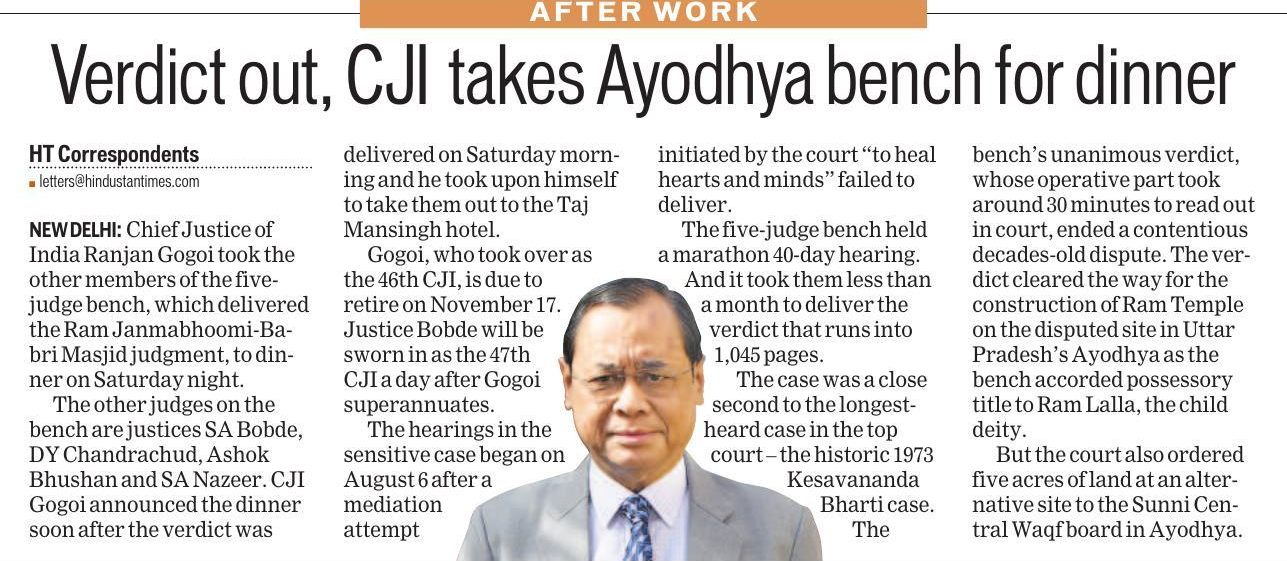 AFTER WORK
Verdict out, CJI takes Ayodhya bench for dinner
HT Correspondents
letters@hindustantimes.com
NEW DELHI: Chief Justice of
India Ranjan Gogoi took the
other members of the five-
judge bench, which delivered
the Ram Janmabhoomi-Ba-
bri Masjid judgment, to din-
ner on Saturday night.
The other judges on the
bench are justices SA Bobde,
DY Chandrachud, Ashok
Bhushan and SA Nazeer. CJI
Gogoi announced the dinner
soon after the verdict was
delivered on Saturday morn-
ing and he took upon himself
to take them out to the Taj
Mansingh hotel.
Gogoi, who took over as
the 46th CJI, is due to
retire on November 17.
Justice Bobde will be
sworn in as the 47th
CJI a day after Gogoi
superannuates.
The hearings in the
sensitive case began on
August 6 after a
mediation
attempt
initiated by the court “to heal
hearts and minds” failed to
deliver.
The five-judge bench held
a marathon 40-day hearing.
And it took them less than
a month to deliver the
verdict that runs into
1,045 pages.
The case was a close
second to the longest-
heard case in the top
court – the historic 1973
Kesavananda
Bharti case.
The
bench’s unanimous verdict,
whose operative part took
around 30 minutes to read out
in court, ended a contentious
decades-old dispute. The ver-
dict cleared the way for the
construction of Ram Temple
on the disputed site in Uttar
Pradesh’s Ayodhya as the
bench accorded possessory
title to Ram Lalla, the child
deity.
But the court also ordered
five acres of land at an alter-
native site to the Sunni Cen-
tral Waqf board in Ayodhya.